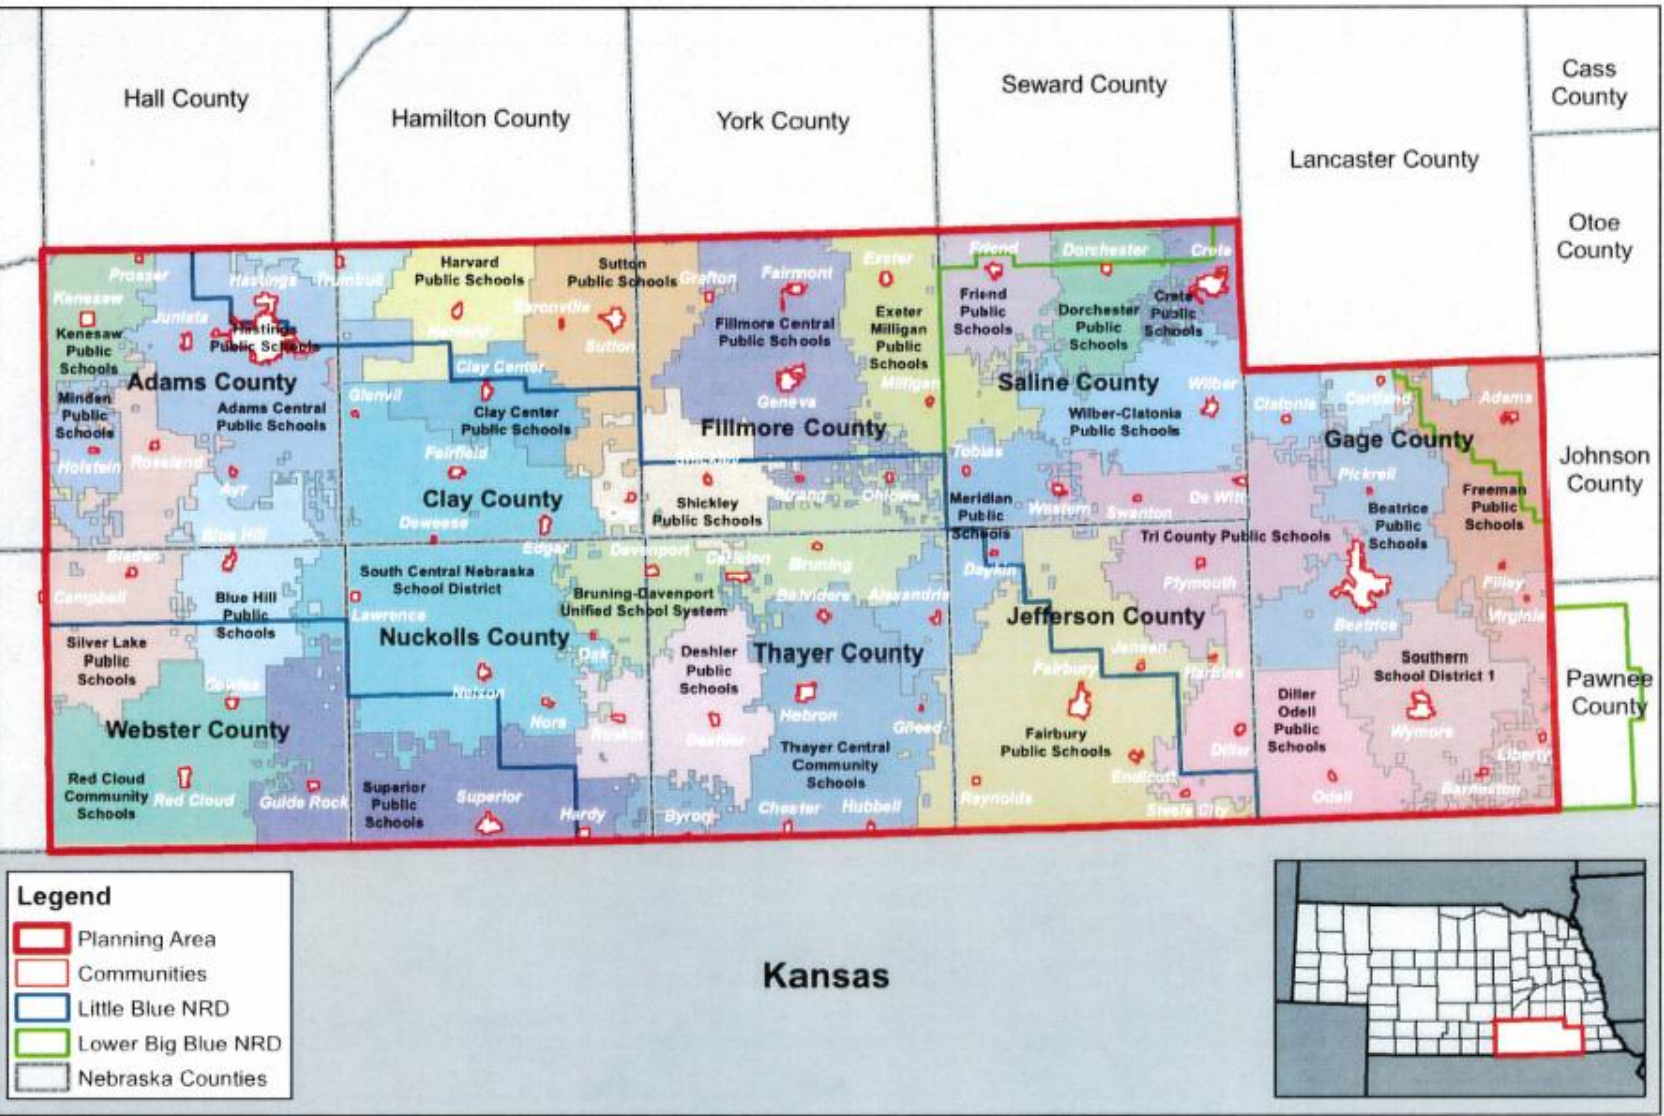 Hall County
Hamilton County
York County
Seward County
Lancaster County
Cass
County
Otoe
County
Johnson
County
Pawnee
County
Prosser
Hastings
Trumbull
Harvard
Public Schools
Sutton
Public Schools
Grafton
Fairmont
Exeter
Friend
Dorchester
Crete
Kenesaw
Kenesaw
Public
Schools
Juniata
Hastings
Public Schools
Saronville
Sutton
Fillmore Central
Public Schools
Exeter
Milligan
Public
Schools
Friend
Public
Schools
Dorchester
Public
Schools
Crete
Public
Schools
Adams County
Clay Center
Minden
Public
Schools
Adams Central
Public Schools
Glenvil
Clay Center
Public Schools
Geneva
Milligan
Saline County
Wilber
Wilber-Clatonia
Public Schools
Clatonia
Cortland
Adams
Holstein
Roseland
Ayr
Fairfield
Fillmore County
Gage County
Tobias
Pickrell
Clay County
Shickley
Shickley
Public Schools
Strang
Ohiowa
Meridian
Public
Schools
Western
Swanton
De Witt
Beatrice
Public
Schools
Freeman
Public
Schools
Deweese
Edgar
Blue Hill
Bladen
Davenport
Carleton
Bruning
Tri County Public Schools
Daykin
Plymouth
Filley
Virginia
Campbell
Blue Hill
Public
Schools
South Central Nebraska
School District
Lawrence
Bruning-Davenport
Unified School System
Belvidere
Alexandria
Jefferson County
Beatrice
Silver Lake
Public
Schools
Nuckolls County
Oak
Deshler
Public
Schools
Thayer County
Fairbury
Jansen
Harbine
Southern
School District 1
Cowles
Nelson
Nora
Ruskin
Deshler
Hebron
Gilead
Fairbury
Public Schools
Diller
Diller
Odell
Public
Schools
Wymore
Liberty
Webster County
Red Cloud
Community
Schools
Red Cloud
Guide Rock
Superior
Public
Schools
Superior
Hardy
Byron
Thayer Central
Community
Schools
Chester
Hubbell
Reynolds
Endicott
Steele City
Odell
Barneston
Kansas
Legend
Planning Area
Communities
Little Blue NRD
Lower Big Blue NRD
Nebraska Counties